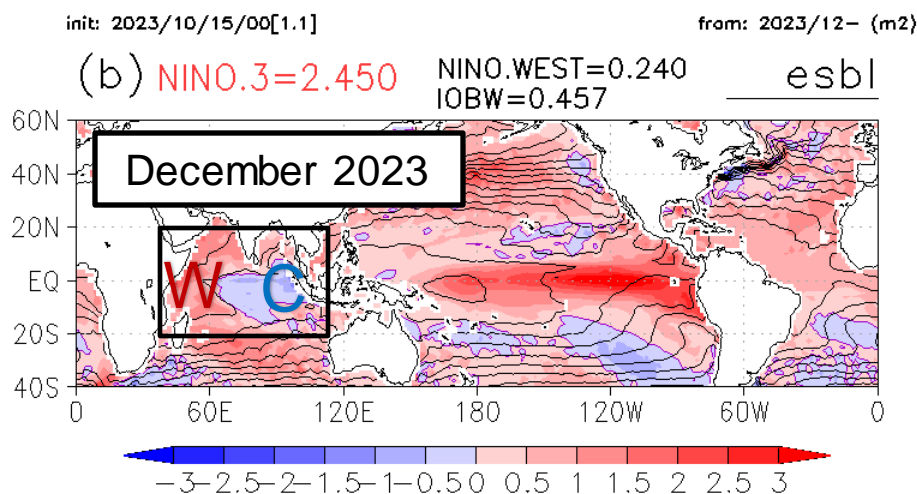 init: 2023/10/15/00[1.1] from: 2023/12- (m2)
(b) NINO.3=2.450 NINO.WEST=0.240 esbl
IOBW=0.457
60N
December 2023
40N
20N
W C
EQ
20S
40S
0 60E 120E 180 120W 60W 0
-3 -2.5 -2 -1.5 -1 -0.5 0 0.5 1 1.5 2 2.5 3